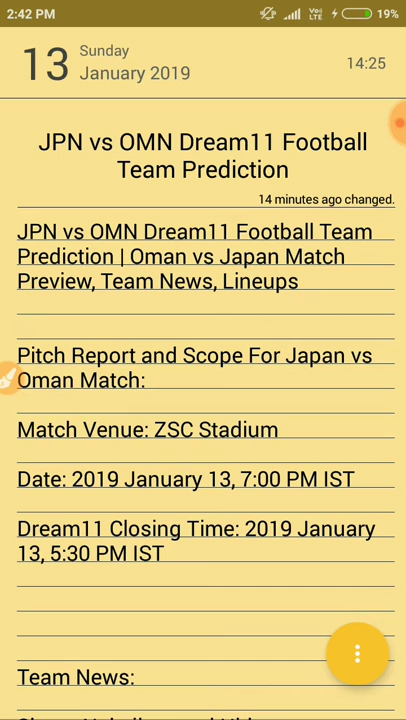 2:42 PM
Vo)
LTE
19%
13
Sunday
January 2019
14:25
JPN vs OMN Dream11 Football
Team Prediction
14 minutes ago changed.
JPN vs OMN Dream11 Football Team
Prediction | Oman vs Japan Match
Preview, Team News, Lineups
Pitch Report and Scope For Japan vs
Oman Match:
Match Venue: ZSC Stadium
Date: 2019 January 13, 7:00 PM IST
Dream11 Closing Time: 2019 January
13, 5:30 PM IST
Team News: